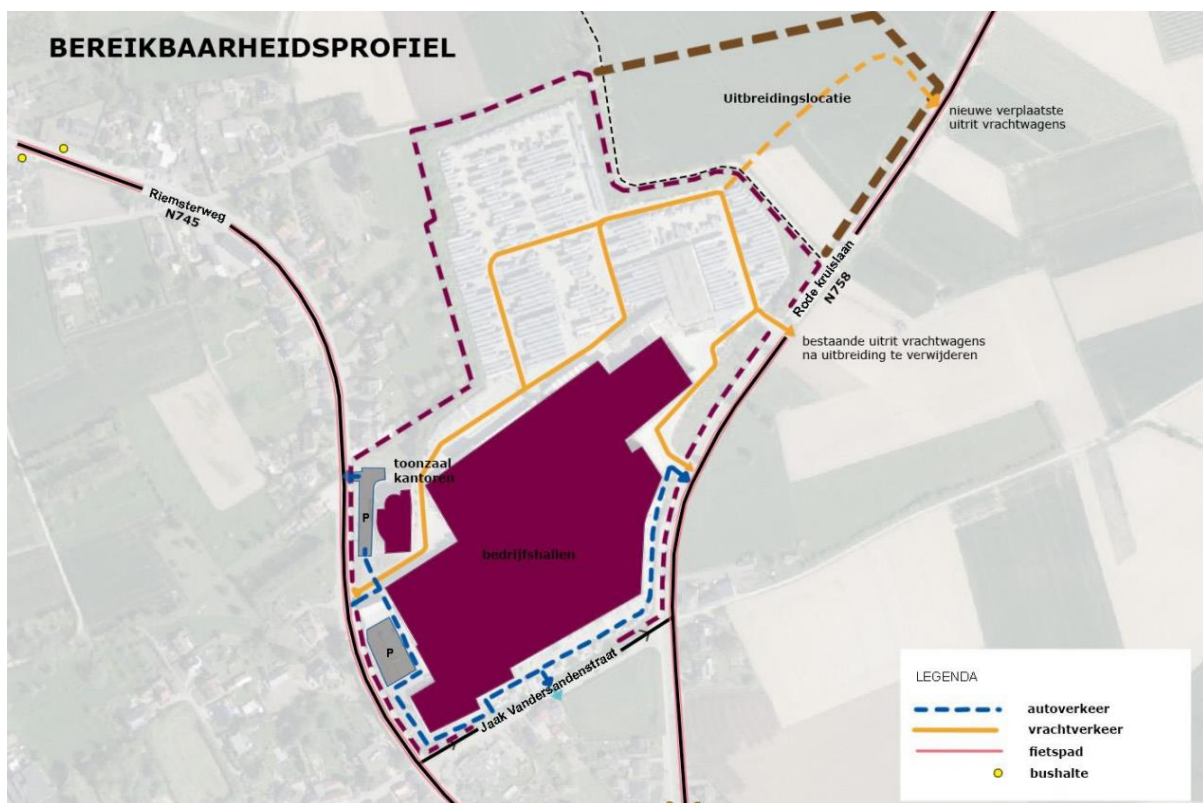 BEREIKBAARHEIDSPROFIEL
Uitbreidingslocatie
nieuwe verplaatste
uitrit vrachtwagens
Riemsterweg
N745
Rode kruislaan
N758
bestaande uitrit vrachtwagens
na uitbreiding te verwijderen
toonzaal
kantoren
P
bedrijfshallen
P
Jaak Vandersandenstraat
LEGENDA
autoverkeer
vrachtverkeer
fietspad
bushalte